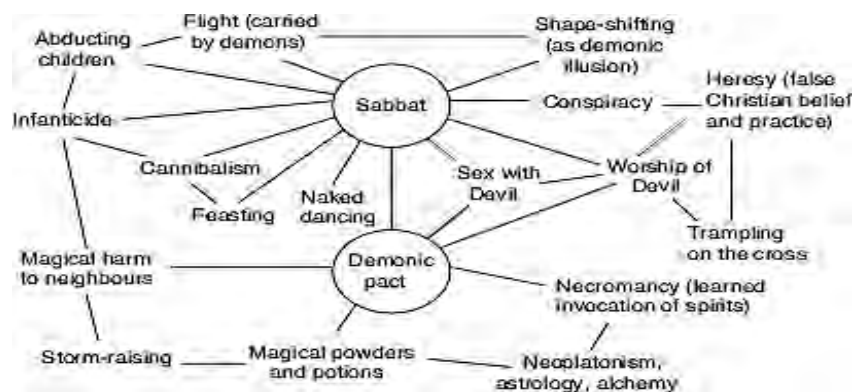 Flight (carried
by demons)
Shape-shifting
(as demonic
illusion)
Abducting
children
Heresy (false
Christian belief
and practice)
Sabbat
Conspiracy
Infanticide
Cannibalism
Sex with
Devil
Worship of
Devil
Naked
dancing
Feasting
Trampling
on the cross
Magical harm
to neighbours
Demonic
pact
Necromancy (learned
invocation of spirits)
Storm-raising
Magical powders
and potions
Neoplatonism,
astrology, alchemy